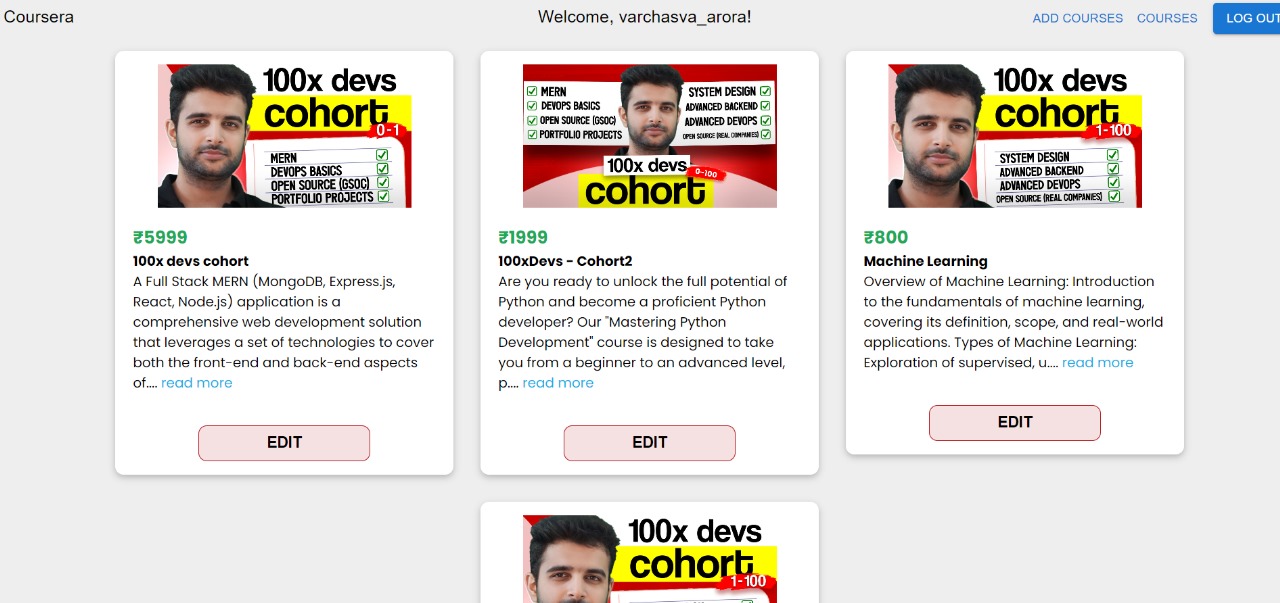 Coursera
Welcome, varchasva_arora!
ADD COURSES
COURSES
LOG OUT
100x devs
cohort
0-1
MERN
DEVOPS BASICS
OPEN SOURCE (GSOC)
PORTFOLIO PROJECTS
₹5999
100x devs cohort
A Full Stack MERN (MongoDB, Express.js,
React, Node.js) application is a
comprehensive web development solution
that leverages a set of technologies to cover
both the front-end and back-end aspects
of.... read more
EDIT
MERN
DEVOPS BASICS
OPEN SOURCE (GSOC)
PORTFOLIO PROJECTS
SYSTEM DESIGN
ADVANCED BACKEND
ADVANCED DEVOPS
OPEN SOURCE (REAL COMPANIES)
100x devs
0-100
cohort
₹1999
100xDevs - Cohort2
Are you ready to unlock the full potential of
Python and become a proficient Python
developer? Our "Mastering Python
Development" course is designed to take
you from a beginner to an advanced level,
p.... read more
EDIT
100x devs
cohort
1-100
SYSTEM DESIGN
ADVANCED BACKEND
ADVANCED DEVOPS
OPEN SOURCE (REAL COMPANIES)
₹800
Machine Learning
Overview of Machine Learning: Introduction
to the fundamentals of machine learning,
covering its definition, scope, and real-world
applications. Types of Machine Learning:
Exploration of supervised, u.... read more
EDIT
100x devs
cohort
1-100